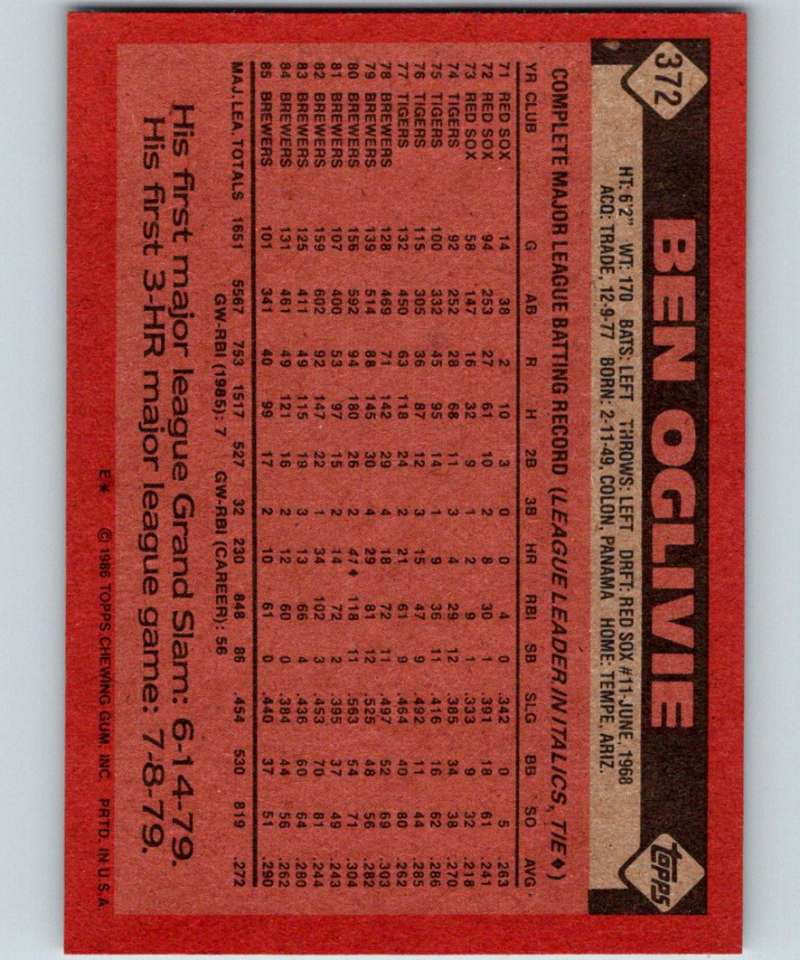 372
BEN OGLIVIE
topps
HT: 6'2" WT: 170 BATS: LEFT THROWS: LEFT DRFT: RED SOX #11-JUNE, 1968
ACQ: TRADE, 12-9-77 BORN: 2-11-49, COLON, PANAMA HOME: TEMPE, ARIZ.
COMPLETE MAJOR LEAGUE BATTING RECORD (LEAGUE LEADER IN ITALICS, TIE♦)
YR CLUB G AB R H 2B 3B HR RBI SB SLG BB SO AVG
71 RED SOX 14 38 2 10 3 0 0 4 0 .342 0 5 .263
72 RED SOX 94 253 27 61 10 2 8 30 1 .391 18 61 .241
73 RED SOX 58 147 16 32 9 1 2 9 1 .333 9 32 .218
74 TIGERS 92 252 28 68 11 3 4 29 12 .385 34 38 .270
75 TIGERS 100 332 45 95 14 1 9 36 11 .416 16 62 .286
76 TIGERS 115 305 36 87 12 3 15 47 9 .492 11 44 .285
77 TIGERS 132 450 63 118 24 2 21 61 9 .464 40 80 .262
78 BREWERS 128 469 71 142 29 4 18 72 11 .497 52 69 .303
79 BREWERS 139 514 88 145 30 4 29 81 12 .525 48 56 .282
80 BREWERS 156 592 94 180 26 2 41♦ 118 11 .563 54 71 .304
81 BREWERS 107 400 53 97 15 2 14 72 2 .395 37 49 .243
82 BREWERS 159 602 92 147 22 1 34 102 3 .453 70 81 .244
83 BREWERS 125 411 49 115 19 3 13 66 4 .436 60 64 .280
84 BREWERS 131 461 49 121 16 2 12 60 0 .384 44 56 .262
85 BREWERS 101 341 40 99 17 2 10 61 0 .440 37 51 .290
MAJ. LEA. TOTALS 1651 5567 753 1517 527 32 230 848 86 .454 530 819 .272
GW-RBI (1985): 7 GW-RBI (CAREER): 56
His first major league Grand Slam: 6-14-79.
His first 3-HR major league game: 7-8-79.
E* © 1986 TOPPS CHEWING GUM, INC. PRTD. IN U.S.A.